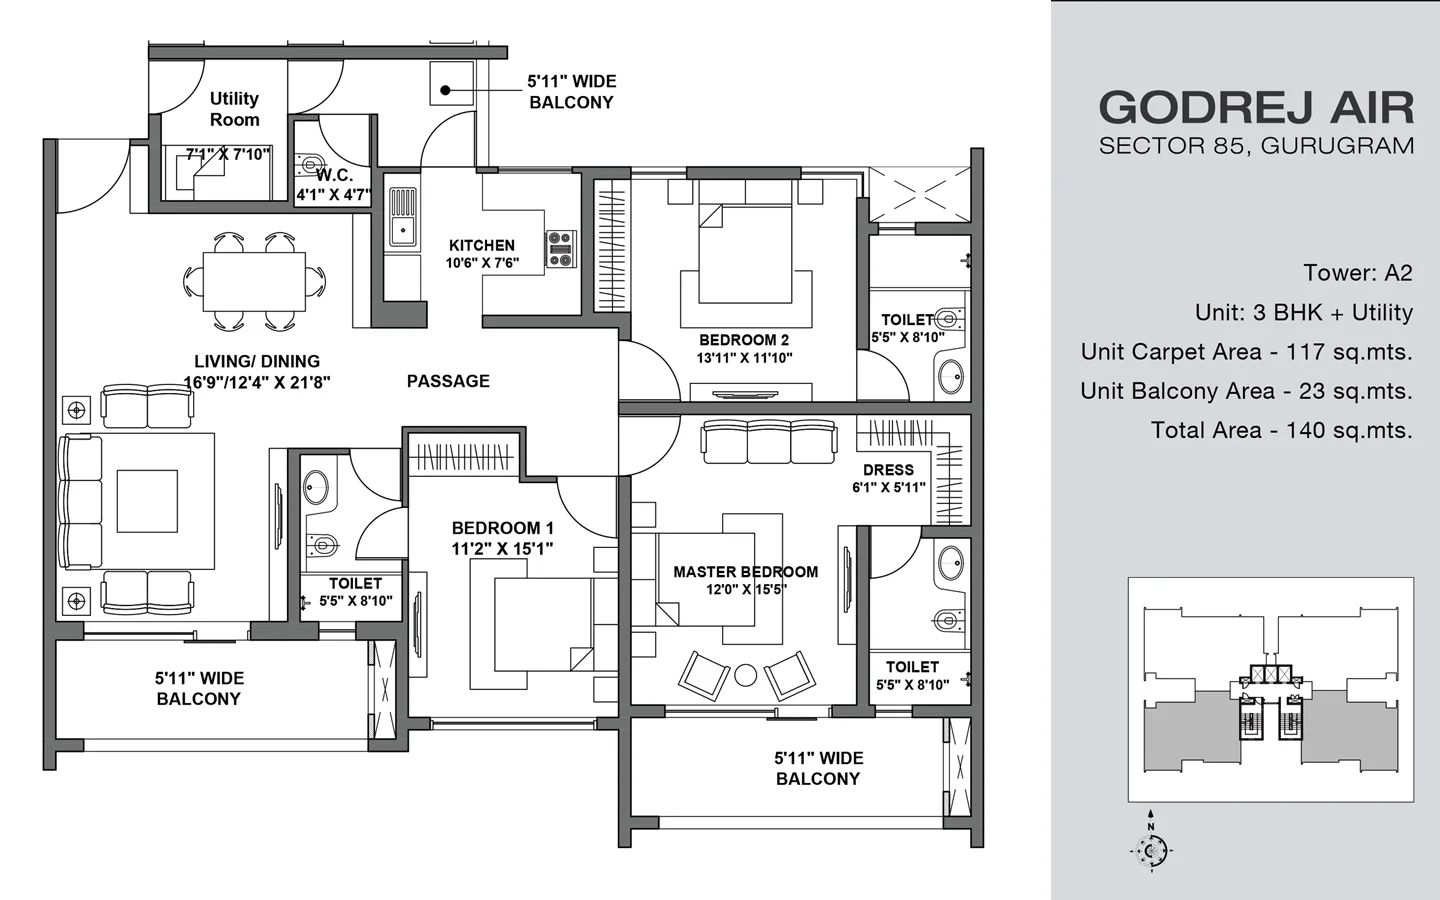 5'11" WIDE
BALCONY
Utility
Room
7'1" X 7'10"
W.C.
4'1" X 4'7"
KITCHEN
10'6" X 7'6"
LIVING/ DINING
16'9"/12'4" X 21'8"
PASSAGE
BEDROOM 2
13'11" X 11'10"
TOILET
5'5" X 8'10"
DRESS
6'1" X 5'11"
BEDROOM 1
11'2" X 15'1"
TOILET
5'5" X 8'10"
MASTER BEDROOM
12'0" X 15'5"
TOILET
5'5" X 8'10"
5'11" WIDE
BALCONY
5'11" WIDE
BALCONY
GODREJ AIR
SECTOR 85, GURUGRAM
Tower: A2
Unit: 3 BHK + Utility
Unit Carpet Area - 117 sq.mts.
Unit Balcony Area - 23 sq.mts.
Total Area - 140 sq.mts.
N